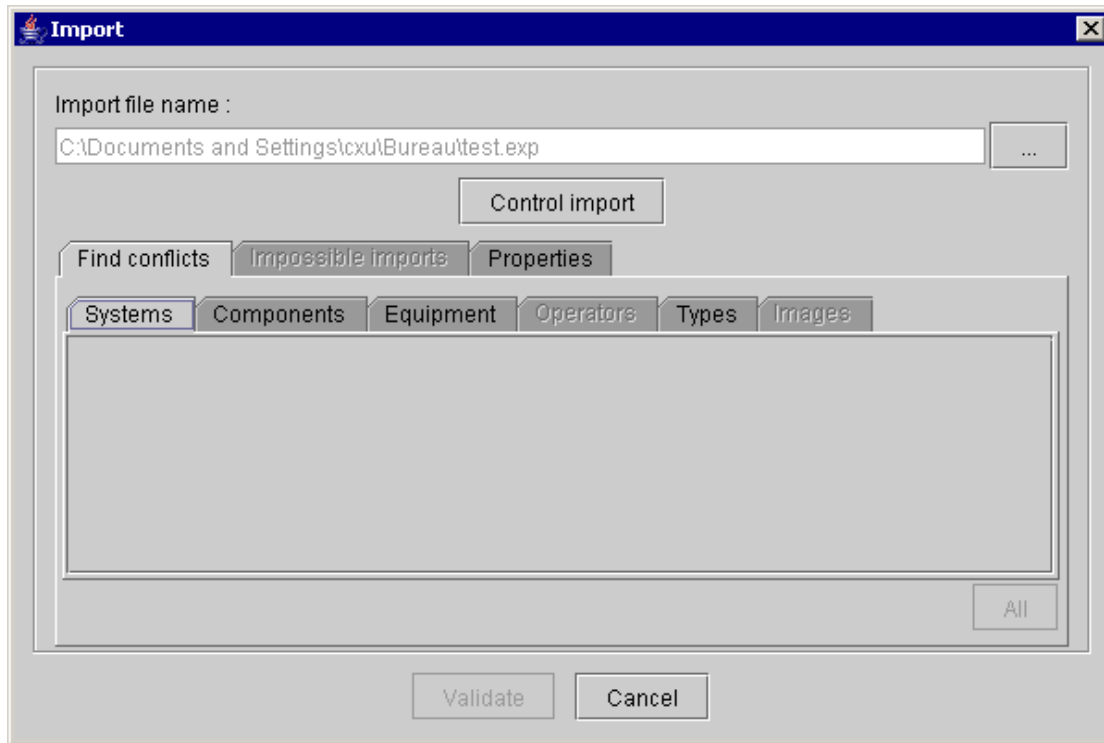 Import
Import file name :
C:\Documents and Settings\cxu\Bureau\test.exp
...
Control import
Find conflicts Impossible imports Properties
Systems Components Equipment Operators Types Images
All
Validate Cancel